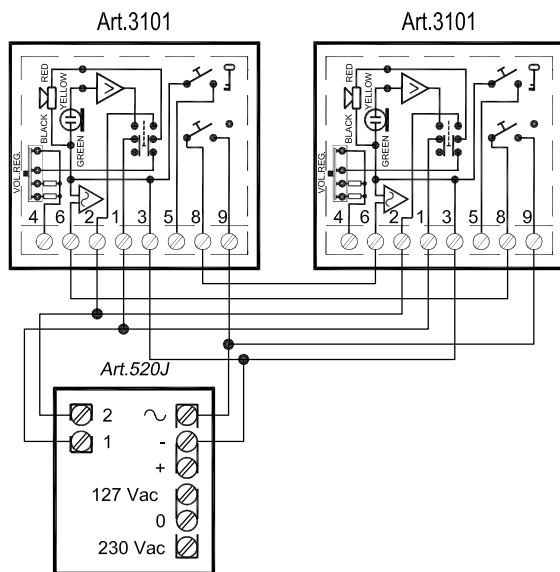 Art.3101
Art.3101
RED
YELLOW
BLACK
GREEN
VOL.REG.
4 6 2 1 3 5 8 9
RED
YELLOW
BLACK
GREEN
VOL.REG.
4 6 2 1 3 5 8 9
Art.520J
2
1
-
+
127 Vac
0
230 Vac